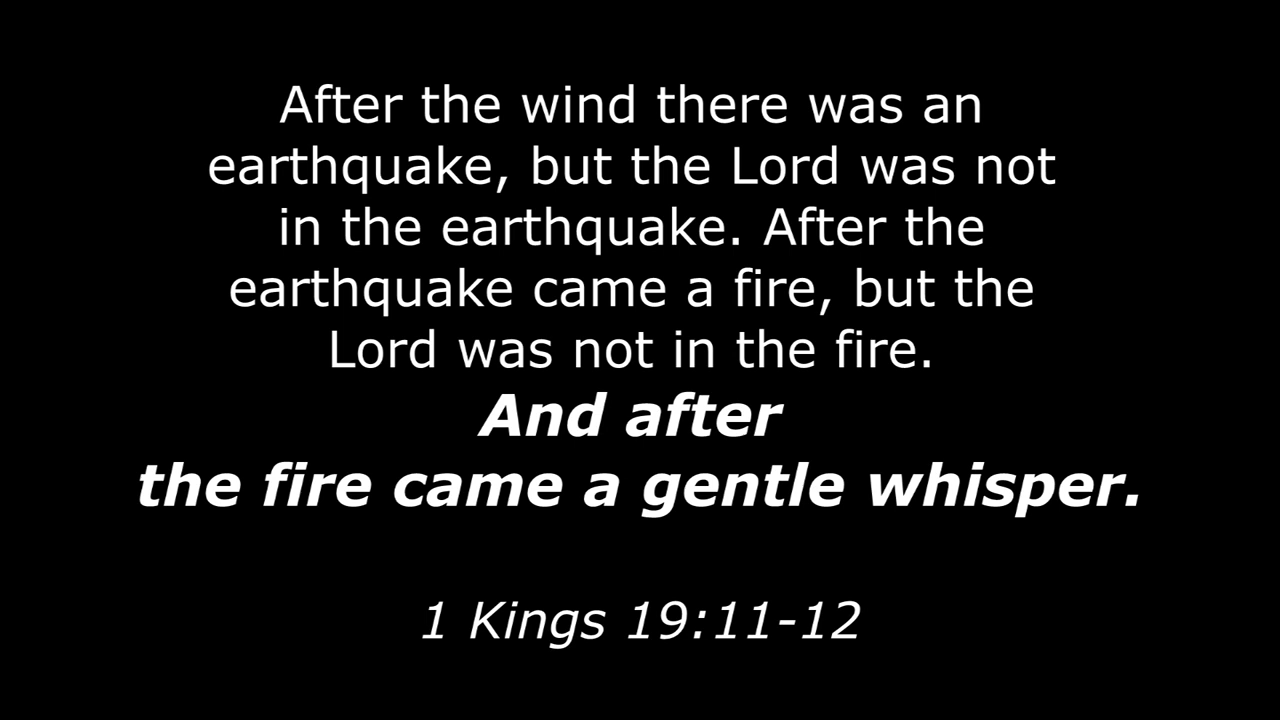 After the wind there was an
earthquake, but the Lord was not
in the earthquake. After the
earthquake came a fire, but the
Lord was not in the fire.
And after
the fire came a gentle whisper.
1 Kings 19:11-12